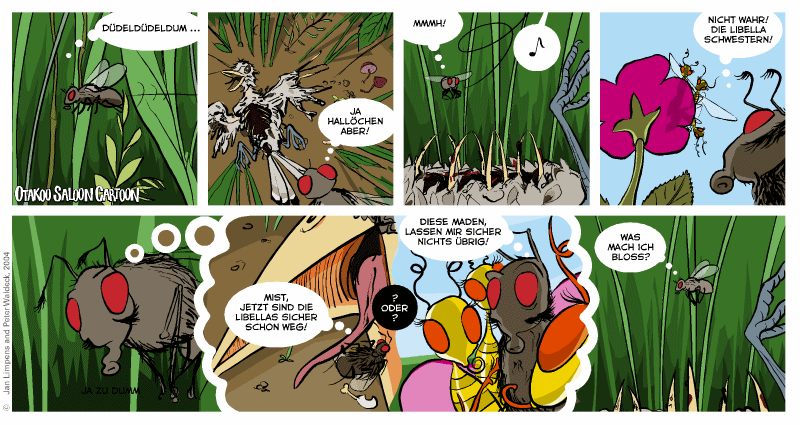 DÜDELDÜDELDUM ...
OTAKOO SALOON CARTOON
JA
HALLÖCHEN
ABER!
MMMH!
NICHT WAHR!
DIE LIBELLA
SCHWESTERN!
JA ZU DUMM
MIST,
JETZT SIND DIE
LIBELLAS SICHER
SCHON WEG!
?
ODER
?
DIESE MADEN,
LASSEN MIR SICHER
NICHTS ÜBRIG!
WAS
MACH ICH
BLOSS?
© Jan Limpens and Peter Waldeck, 2004